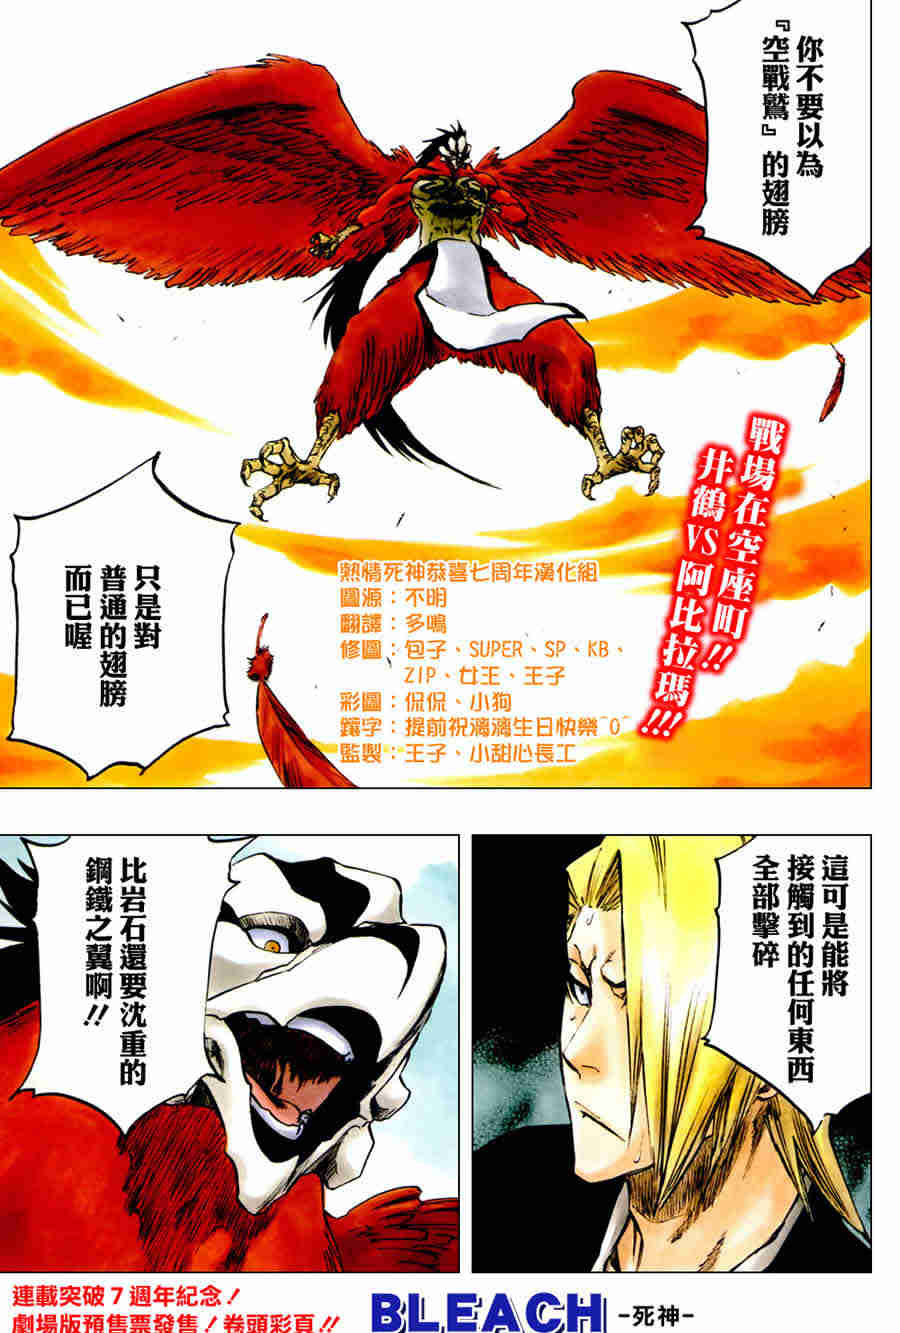 你不要以為
『空戰鷲』的翅膀
戰場在空座町!!
井鶴VS阿比拉瑪!!!
只是對
普通的翅膀
而已喔
熱情死神恭喜七周年漢化組
圖源：不明
翻譯：多鳴
修圖：包子、SUPER、SP、KB、
ZIP、女王、王子
彩圖：侃侃、小狗
鑲字：提前祝漓漓生日快樂^0^
監製：王子、小甜心長工
這可是能將
接觸到的任何東西
全部擊碎
比岩石還要沈重的
鋼鐵之翼啊!!
連載突破7週年紀念！
劇場版預售票發售！卷頭彩頁!!
BLEACH -死神-